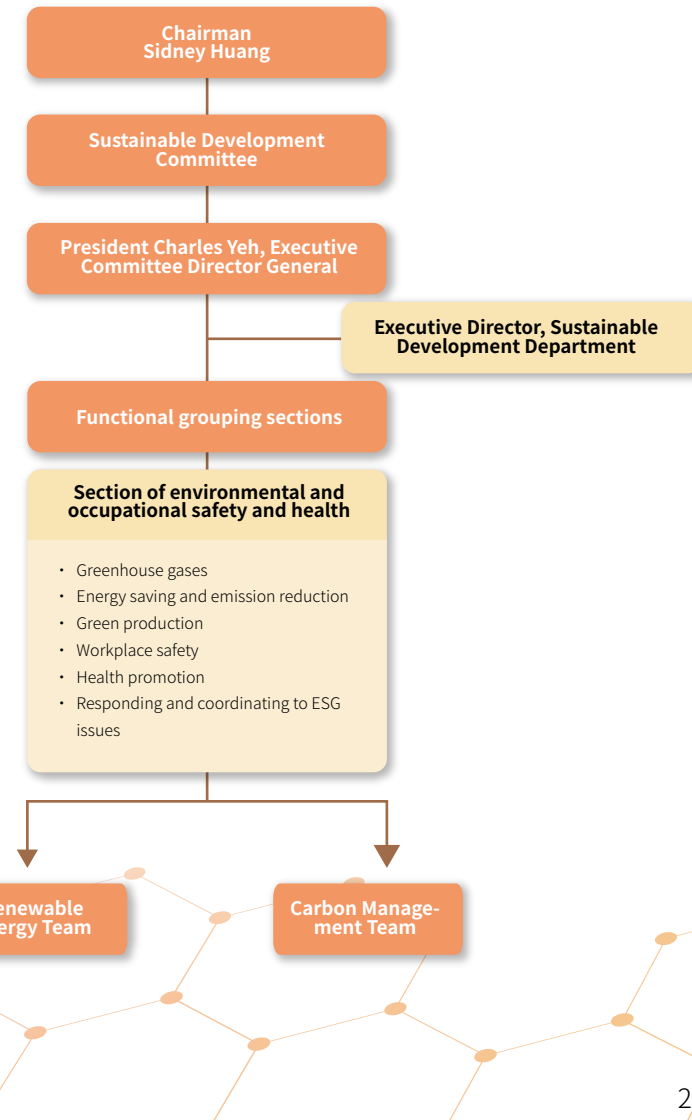 Chairman
Sidney Huang
Sustainable Development
Committee
President Charles Yeh, Executive
Committee Director General
Executive Director, Sustainable
Development Department
Functional grouping sections
Section of environmental and
occupational safety and health
• Greenhouse gases
• Energy saving and emission reduction
• Green production
• Workplace safety
• Health promotion
• Responding and coordinating to ESG
issues
enewable
ergy Team
Carbon Manage-
ment Team
2